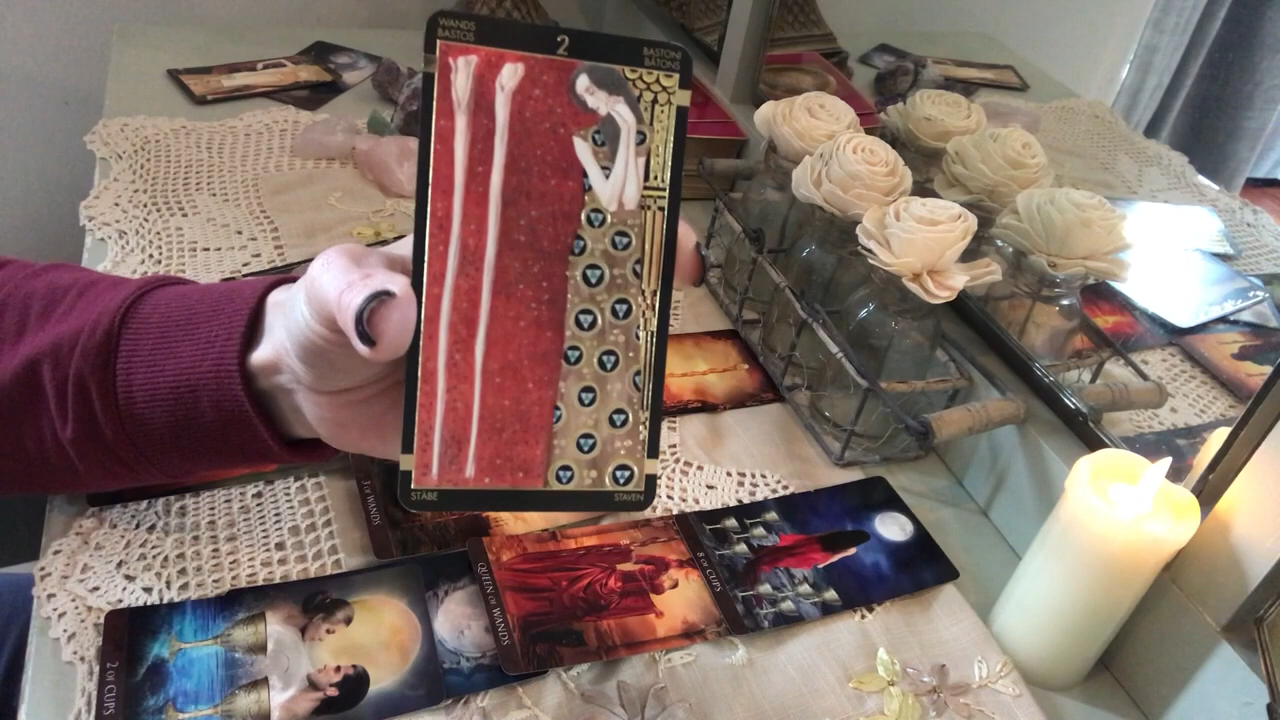 WANDS
BASTOS
2
BASTONI
BÂTONS
STÄBE
STAVEN
3 OF WANDS
QUEEN OF WANDS
8 OF CUPS
2 OF CUPS